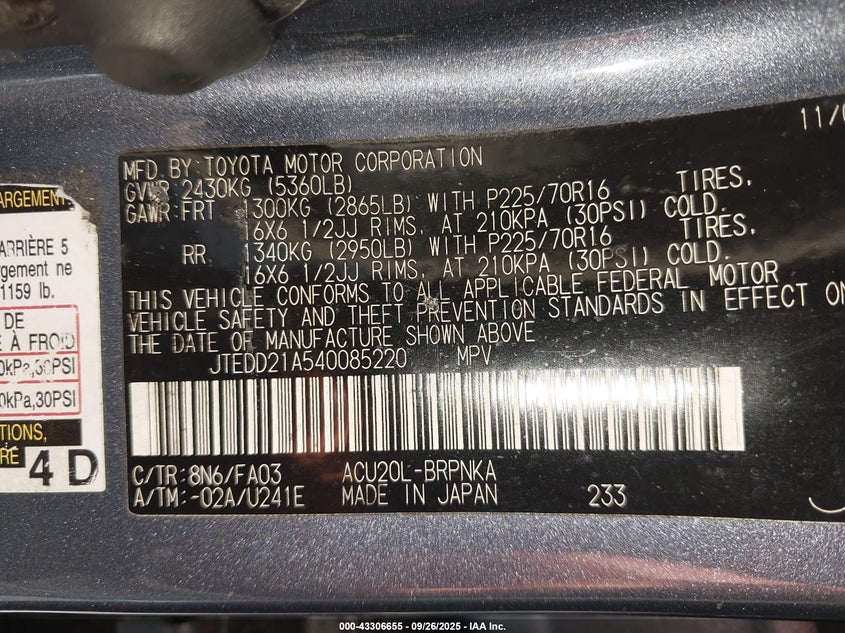 11/0
MFD.BY:TOYOTA MOTOR CORPORATION
GVWR 2430KG (5360LB)
GAWR:FRT 1300KG (2865LB) WITH P225/70R16 TIRES,
16X6 1/2JJ RIMS, AT 210KPA (30PSI) COLD.
RR 1340KG (2950LB) WITH P225/70R16 TIRES,
16X6 1/2JJ RIMS, AT 210KPA (30PSI) COLD.
THIS VEHICLE CONFORMS TO ALL APPLICABLE FEDERAL MOTOR
VEHICLE SAFETY AND THEFT PREVENTION STANDARDS IN EFFECT ON
THE DATE OF MANUFACTURE SHOWN ABOVE
JTEDD21A540085220 MPV
C/TR:8N6/FA03 ACU20L-BRPNKA
A/TM:-02A/U241E MADE IN JAPAN 233
ARGEMENT
ARRIÈRE 5
rgement ne
1159 lb.
DE
E À FROID
0kPa,30PSI
0kPa,30PSI
TIONS,
RE
4 D
000-43306655 - 09/26/2025 - IAA Inc.